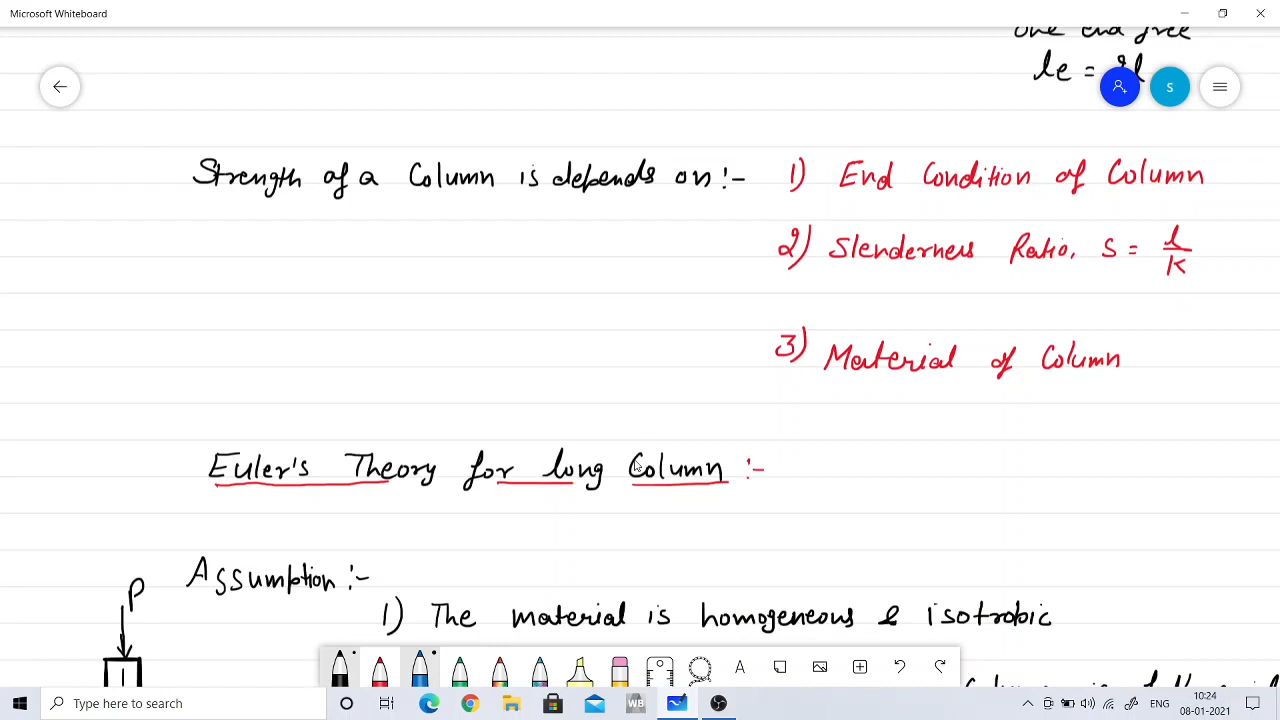 Microsoft Whiteboard
one end free
le = 2l
S
Strength of a Column is depends on :-
1) End Condition of Column
2) Slenderness Ratio, S = l/K
3) Material of Column
Euler's Theory for long Column :-
P
Assumption :-
1) The material is homogeneous & isotrobic
A
Type here to search
WB
ENG
10:24
08-01-2021